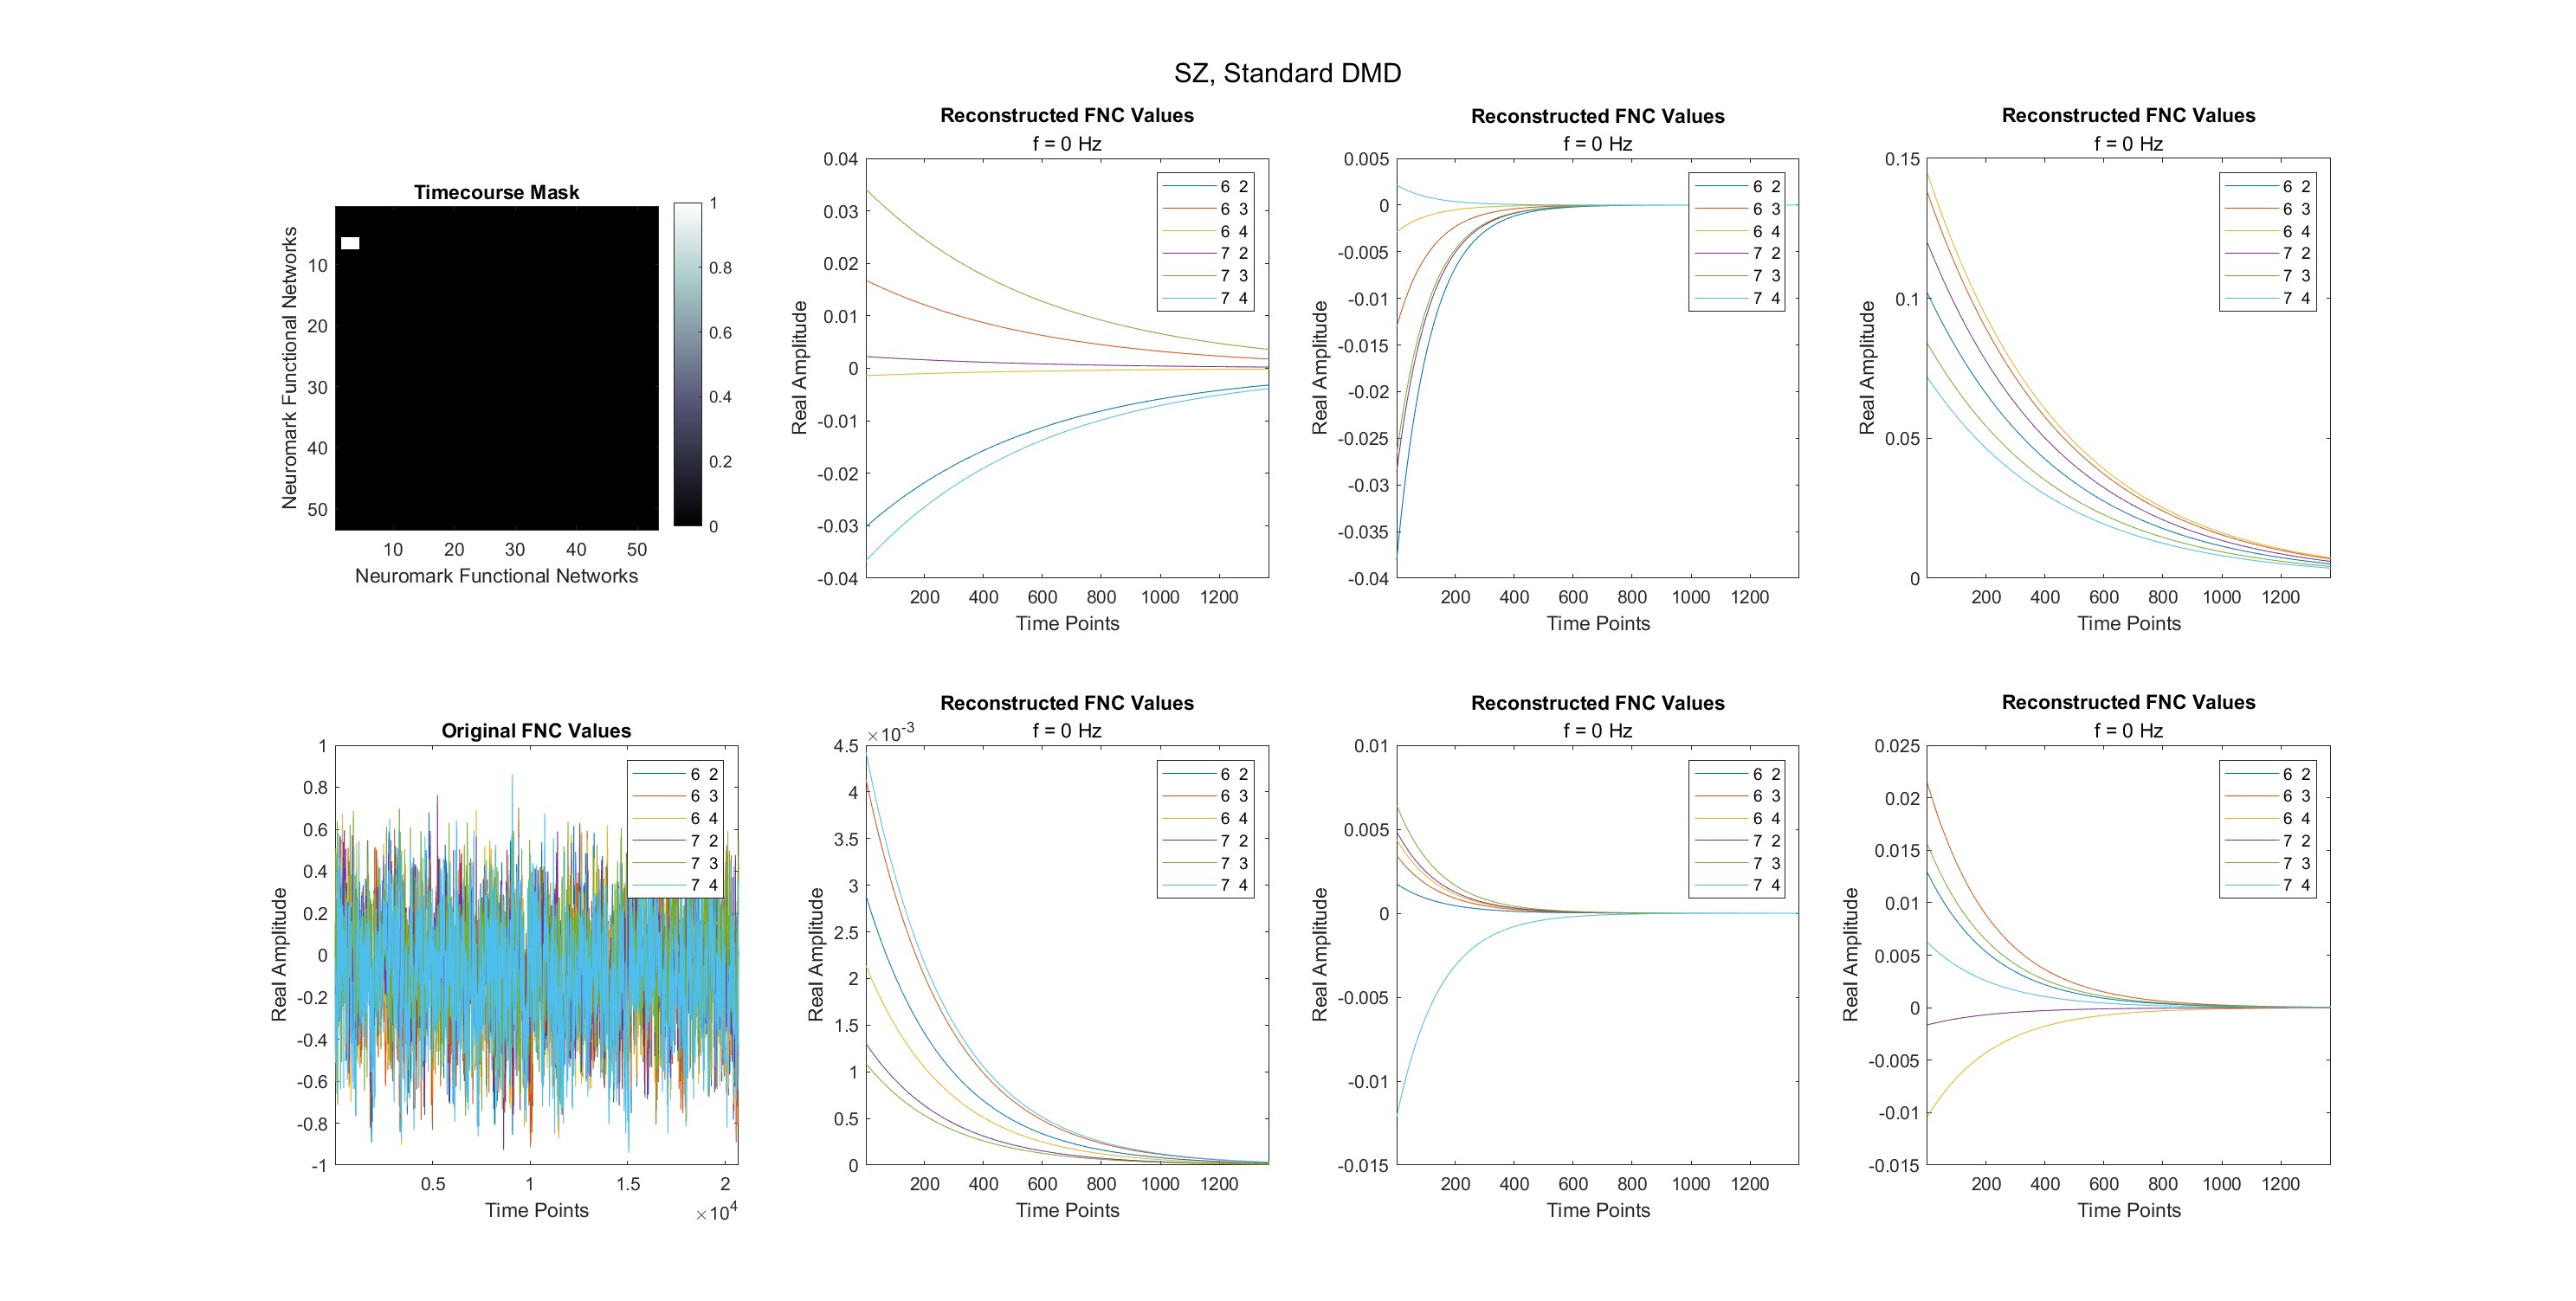 SZ, Standard DMD
Timecourse Mask
Neuromark Functional Networks
10
20
30
40
50
10 20 30 40 50
Neuromark Functional Networks
1
0.8
0.6
0.4
0.2
0
Reconstructed FNC Values
f = 0 Hz
Real Amplitude
0.04
0.03
0.02
0.01
0
-0.01
-0.02
-0.03
-0.04
200 400 600 800 1000 1200
Time Points
6 2
6 3
6 4
7 2
7 3
7 4
Reconstructed FNC Values
f = 0 Hz
Real Amplitude
0.005
0
-0.005
-0.01
-0.015
-0.02
-0.025
-0.03
-0.035
-0.04
200 400 600 800 1000 1200
Time Points
6 2
6 3
6 4
7 2
7 3
7 4
Reconstructed FNC Values
f = 0 Hz
Real Amplitude
0.15
0.1
0.05
0
200 400 600 800 1000 1200
Time Points
6 2
6 3
6 4
7 2
7 3
7 4
Original FNC Values
Real Amplitude
1
0.8
0.6
0.4
0.2
0
-0.2
-0.4
-0.6
-0.8
-1
0.5 1 1.5 2
Time Points
×10^4
6 2
6 3
6 4
7 2
7 3
7 4
Reconstructed FNC Values
×10^-3 f = 0 Hz
Real Amplitude
4.5
4
3.5
3
2.5
2
1.5
1
0.5
0
200 400 600 800 1000 1200
Time Points
6 2
6 3
6 4
7 2
7 3
7 4
Reconstructed FNC Values
f = 0 Hz
Real Amplitude
0.01
0.005
0
-0.005
-0.01
-0.015
200 400 600 800 1000 1200
Time Points
6 2
6 3
6 4
7 2
7 3
7 4
Reconstructed FNC Values
f = 0 Hz
Real Amplitude
0.025
0.02
0.015
0.01
0.005
0
-0.005
-0.01
-0.015
200 400 600 800 1000 1200
Time Points
6 2
6 3
6 4
7 2
7 3
7 4